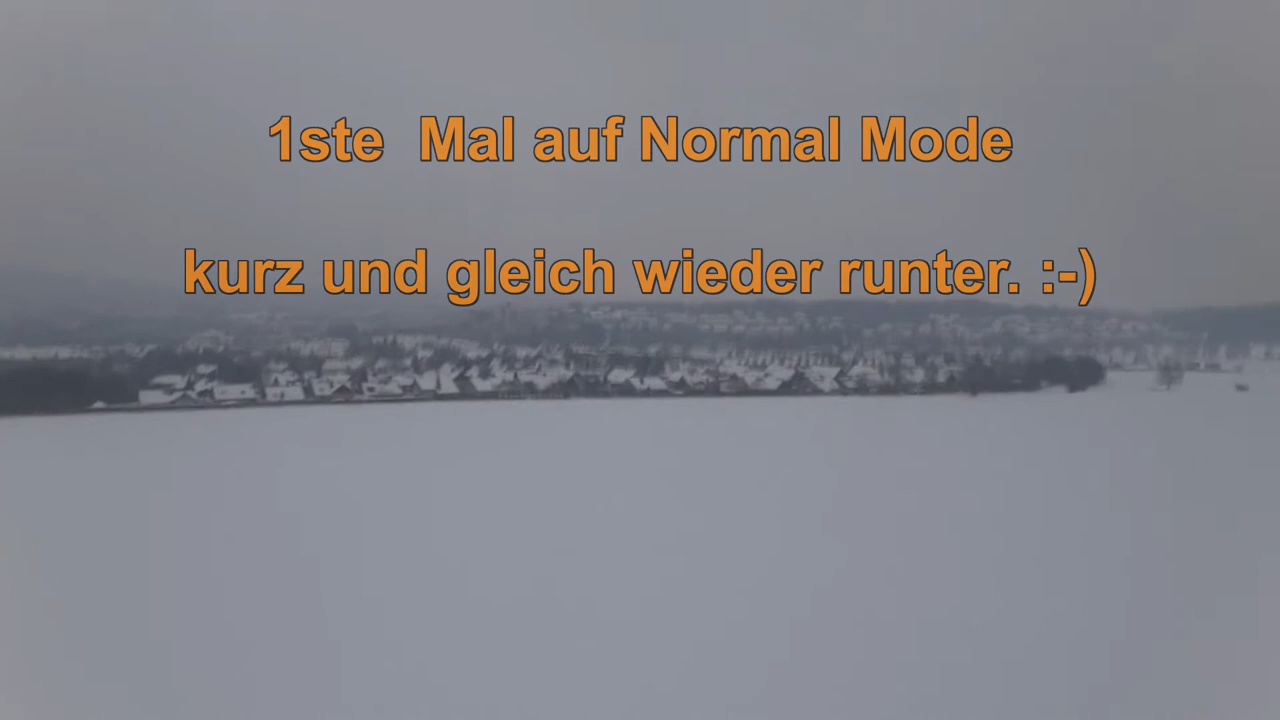 1ste Mal auf Normal Mode
kurz und gleich wieder runter. :-)